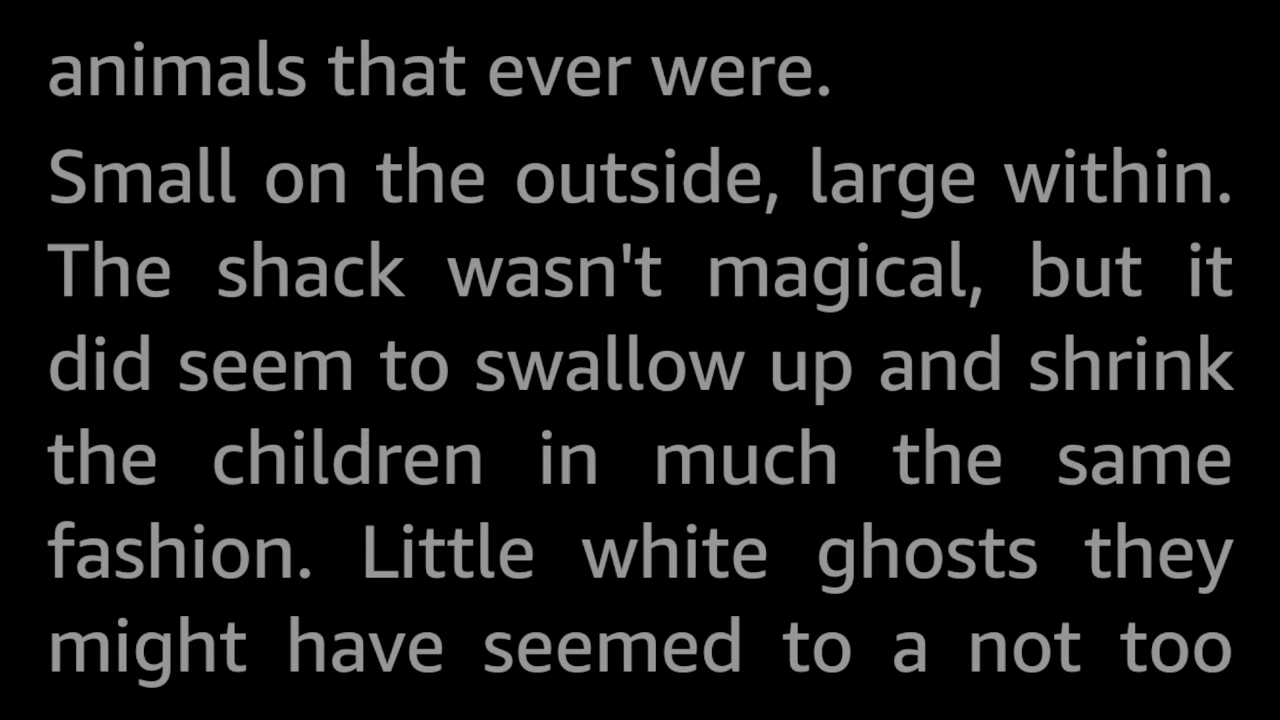 animals that ever were.
Small on the outside, large within.
The shack wasn't magical, but it
did seem to swallow up and shrink
the children in much the same
fashion. Little white ghosts they
might have seemed to a not too